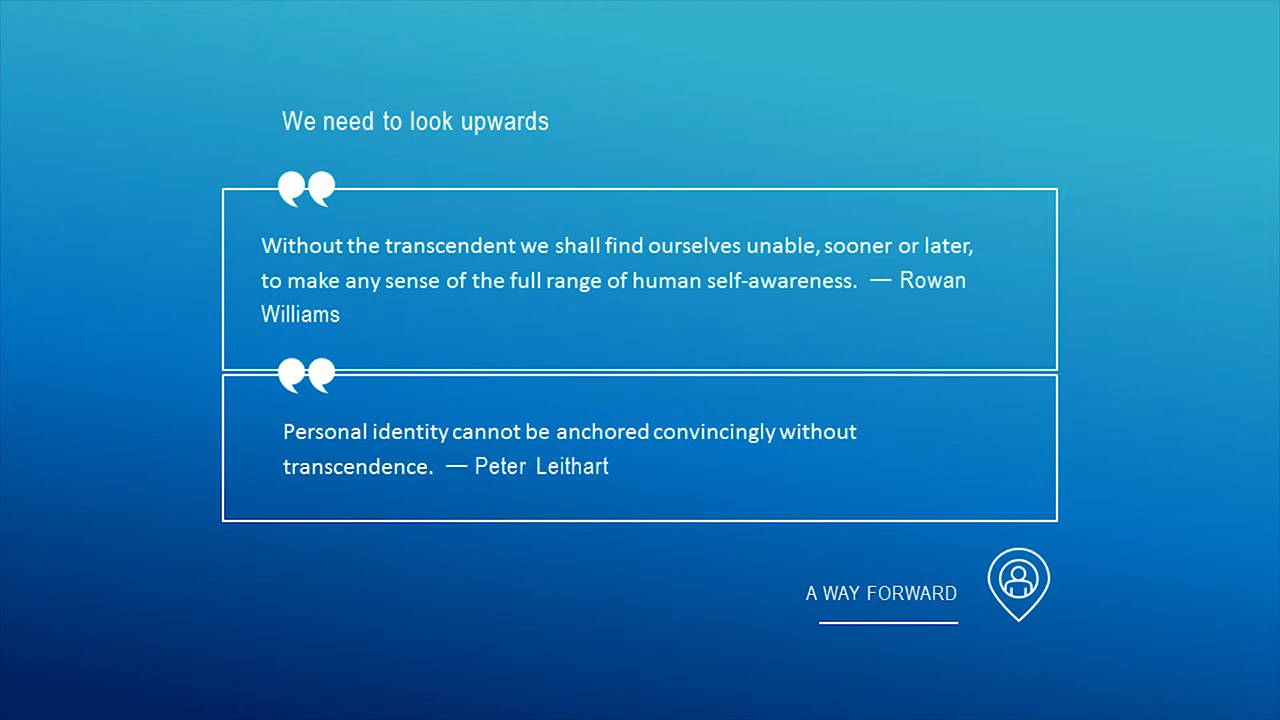 We need to look upwards
Without the transcendent we shall find ourselves unable, sooner or later,
to make any sense of the full range of human self-awareness. — Rowan
Williams
Personal identity cannot be anchored convincingly without
transcendence. — Peter Leithart
A WAY FORWARD